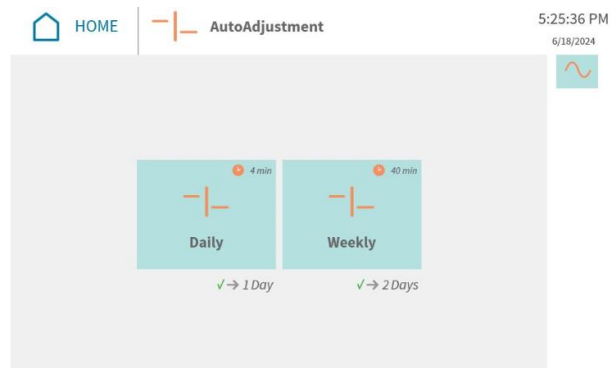 HOME
AutoAdjustment
5:25:36 PM
6/18/2024
4 min
40 min
Daily
Weekly
√→ 1 Day
√→ 2 Days